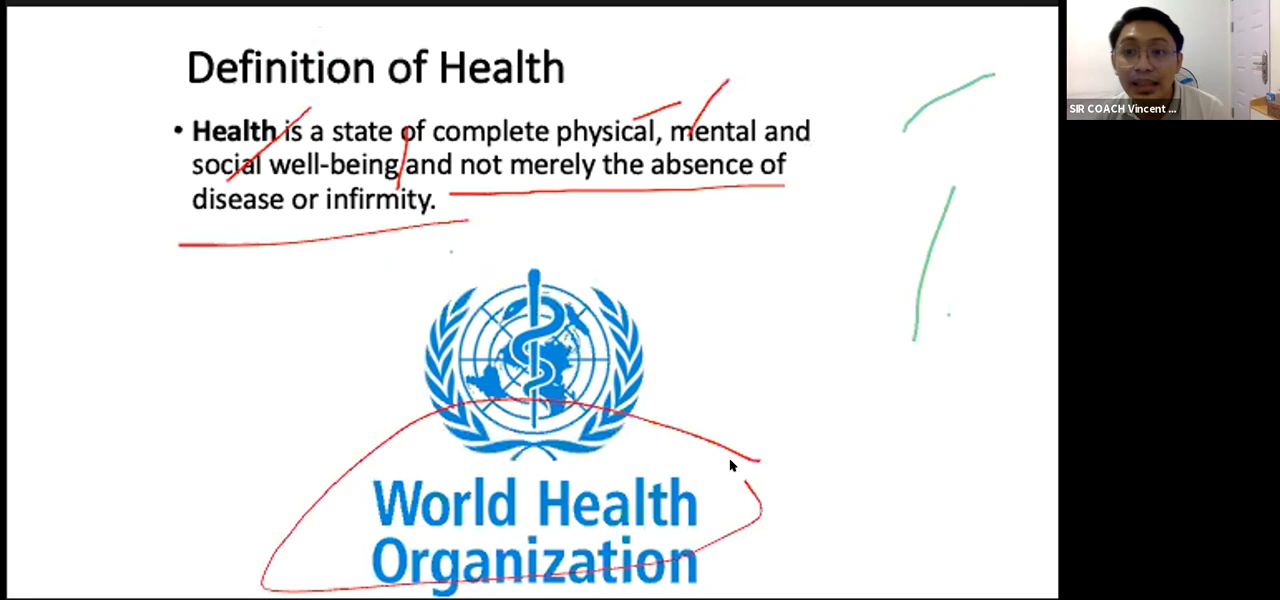 Definition of Health
• Health is a state of complete physical, mental and
social well-being and not merely the absence of
disease or infirmity.
World Health
Organization
SIR COACH Vincent ...